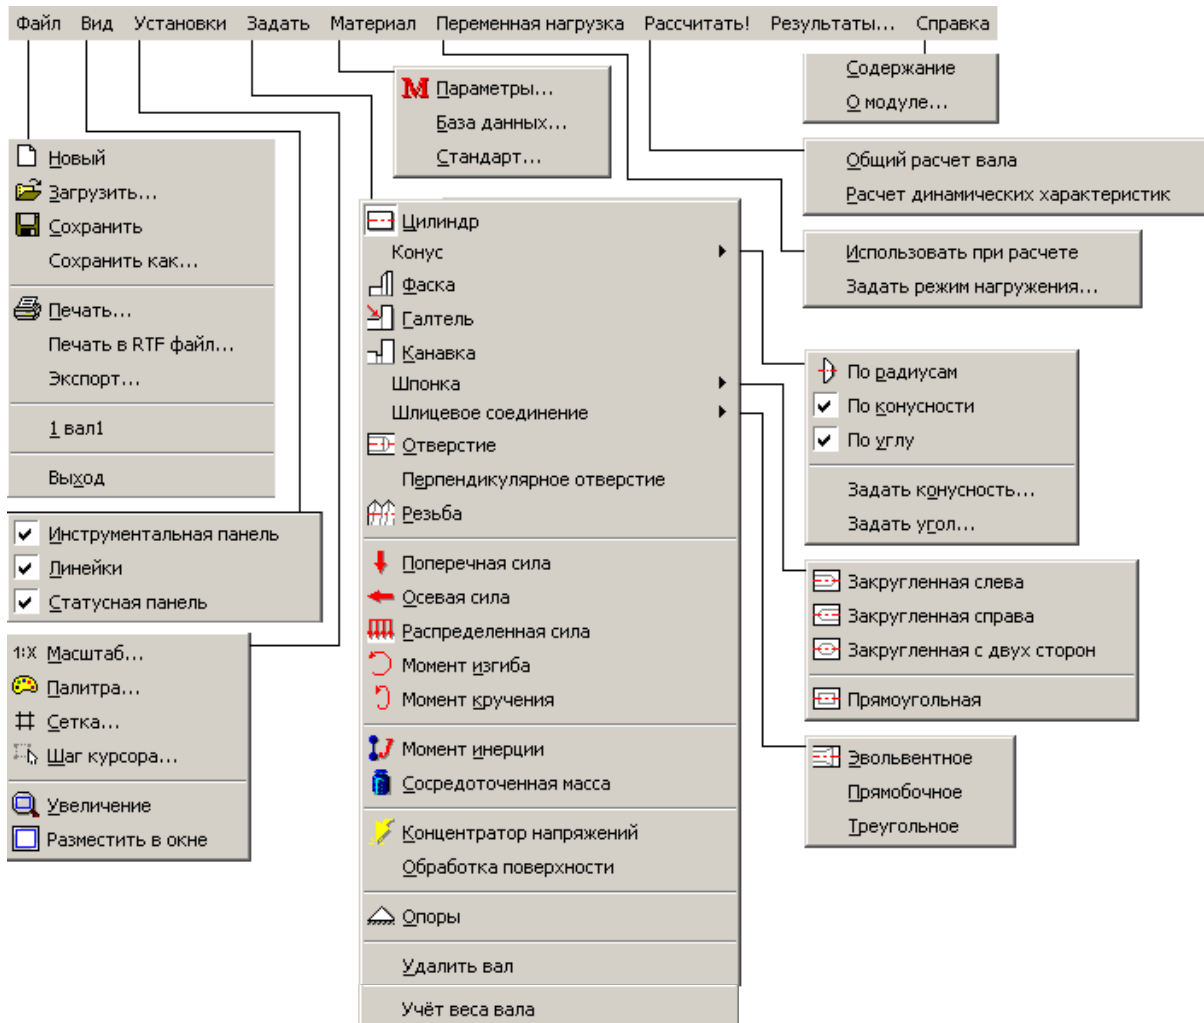 Файл Вид Установки Задать Материал Переменная нагрузка Рассчитать! Результаты... Справка
Новый
Загрузить...
Сохранить
Сохранить как...
Печать...
Печать в RTF файл...
Экспорт...
1 вал1
Выход
Инструментальная панель
Линейки
Статусная панель
1:X Масштаб...
Палитра...
Сетка...
Шаг курсора...
Увеличение
Разместить в окне
М Параметры...
База данных...
Стандарт...
Цилиндр
Конус
Фаска
Галтель
Канавка
Шпонка
Шлицевое соединение
Отверстие
Перпендикулярное отверстие
Резьба
Поперечная сила
Осевая сила
Распределенная сила
Момент изгиба
Момент кручения
Момент инерции
Сосредоточенная масса
Концентратор напряжений
Обработка поверхности
Опоры
Удалить вал
Учёт веса вала
Содержание
О модуле...
Общий расчет вала
Расчет динамических характеристик
Использовать при расчете
Задать режим нагружения...
По радиусам
По конусности
По углу
Задать конусность...
Задать угол...
Закругленная слева
Закругленная справа
Закругленная с двух сторон
Прямоугольная
Эвольвентное
Прямобочное
Треугольное